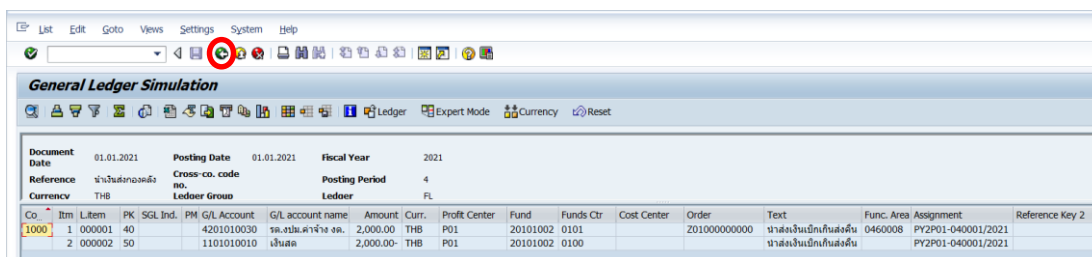 List Edit Goto Views Settings System Help
General Ledger Simulation
Ledger Expert Mode Currency Reset
Document Date 01.01.2021 Posting Date 01.01.2021 Fiscal Year 2021
Reference นำเงินส่งกองคลัง Cross-co. code no. Posting Period 4
Currency THB Ledger Group Ledger FL
Co_ Itm L.item PK SGL Ind. PM G/L Account G/L account name Amount Curr. Profit Center Fund Funds Ctr Cost Center Order Text Func. Area Assignment Reference Key 2
1000 1 000001 40 4201010030 รด.งปม.ค่าจ้าง งด. 2,000.00 THB P01 20101002 0101 Z01000000000 นำส่งเงินเบิกเกินส่งคืน 0460008 PY2P01-040001/2021
2 000002 50 1101010010 เงินสด 2,000.00- THB P01 20101002 0100 นำส่งเงินเบิกเกินส่งคืน PY2P01-040001/2021